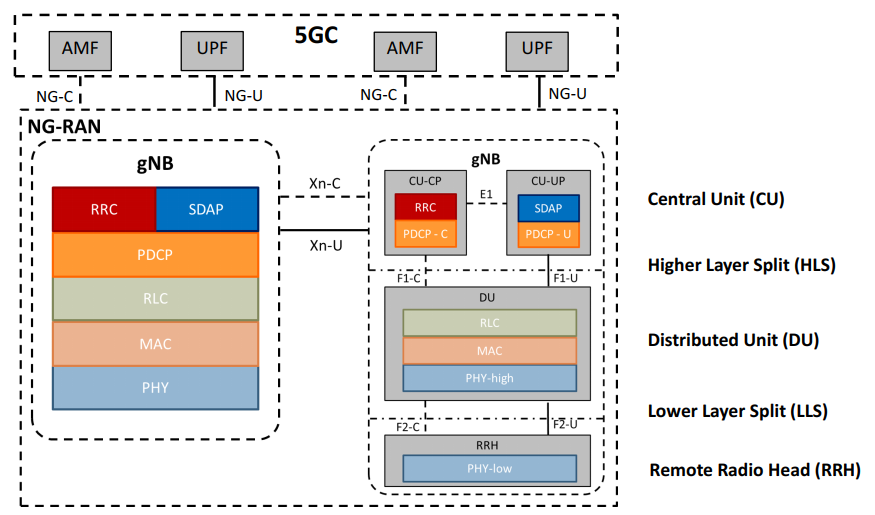 5GC
AMF
UPF
AMF
UPF
NG-C
NG-U
NG-C
NG-U
NG-RAN
gNB
RRC
SDAP
PDCP
RLC
MAC
PHY
Xn-C
Xn-U
gNB
CU-CP
RRC
PDCP - C
E1
CU-UP
SDAP
PDCP - U
F1-C
F1-U
DU
RLC
MAC
PHY-high
F2-C
F2-U
RRH
PHY-low
Central Unit (CU)
Higher Layer Split (HLS)
Distributed Unit (DU)
Lower Layer Split (LLS)
Remote Radio Head (RRH)